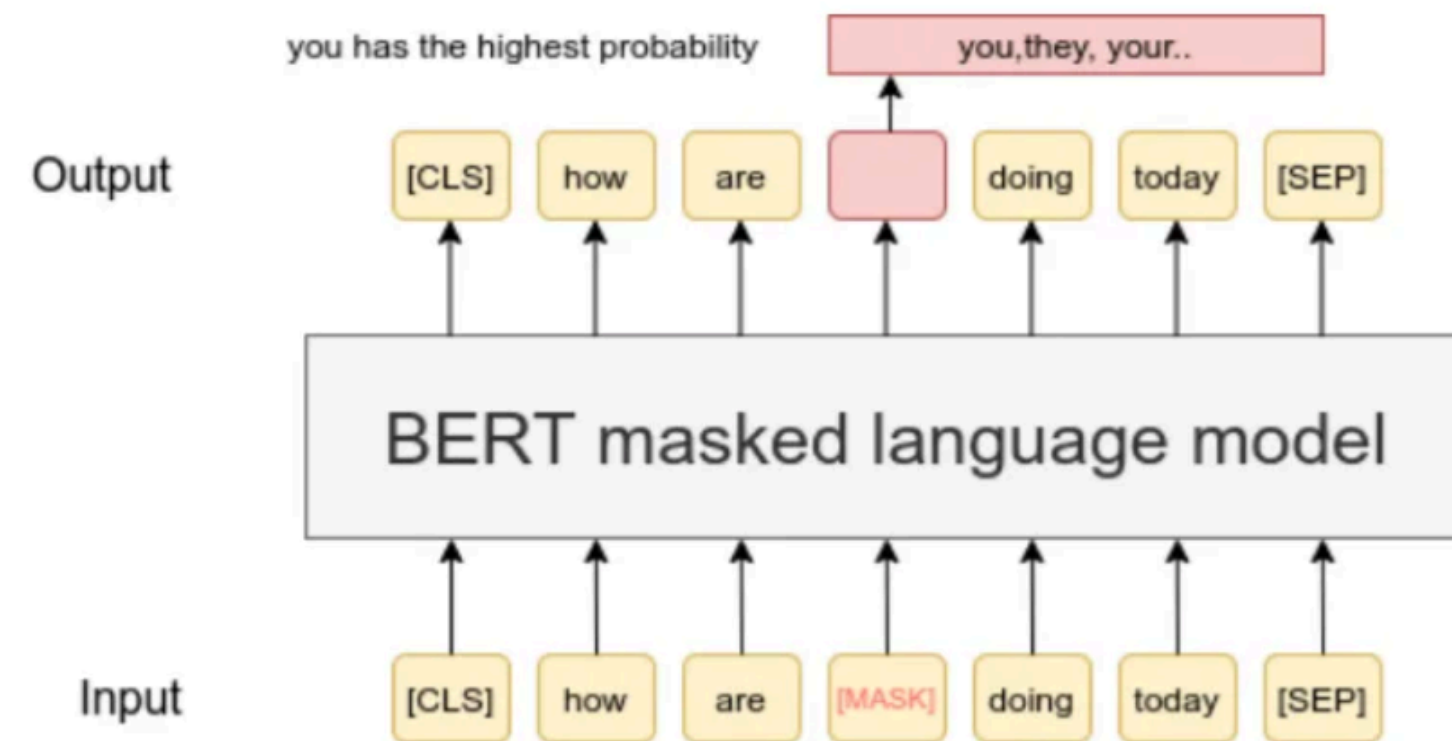 you has the highest probability you,they, your..
Output [CLS] how are doing today [SEP]
BERT masked language model
Input [CLS] how are [MASK] doing today [SEP]